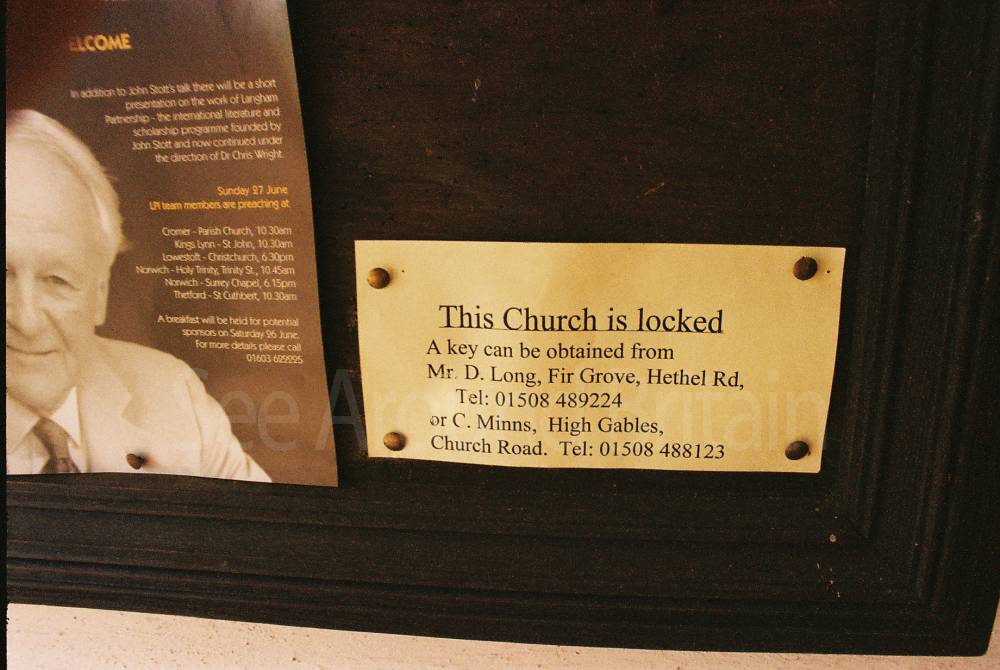 ELCOME
In addition to John Stott's talk there will be a short
presentation on the work of Langham
Partnership - the international literature and
scholarship programme founded by
John Stott and now continued under
the direction of Dr Chris Wright.
Sunday 27 June
LPI team members are preaching at
Cromer - Parish Church, 10.30am
Kings Lynn - St John, 10.30am
Lowestoft - Christchurch, 6.30pm
Norwich - Holy Trinity, Trinity St., 10.45am
Norwich - Surrey Chapel, 6.15pm
Thetford - St Cuthbert, 10.30am
A breakfast will be held for potential
sponsors on Saturday 26 June.
For more details please call
01603
This Church is locked
A key can be obtained from
Mr. D. Long, Fir Grove, Hethel Rd,
Tel: 01508 489224
or C. Minns, High Gables,
Church Road. Tel: 01508 488123
See Around Britain